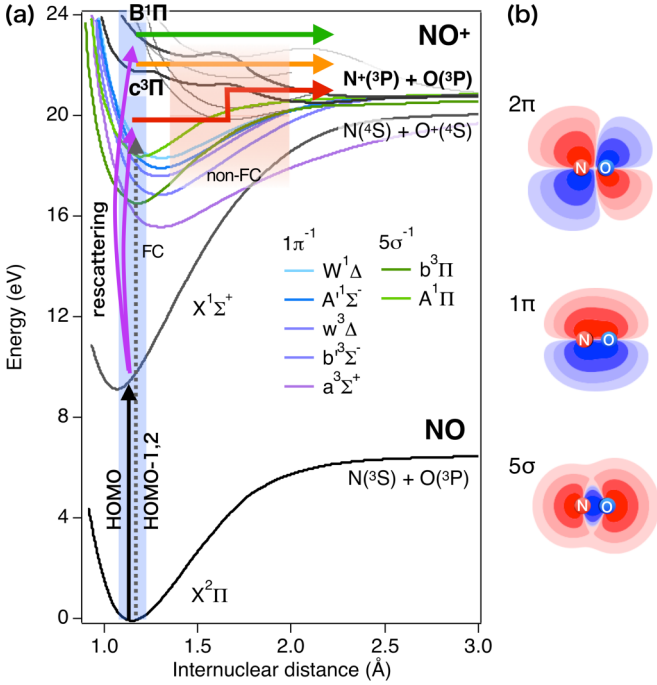 (a)
(b)
24
20
16
12
8
4
0
Energy (eV)
1.0
1.5
2.0
2.5
3.0
Internuclear distance (Å)
B¹Π
NO⁺
c³Π
N⁺(³P) + O(³P)
N(⁴S) + O⁺(⁴S)
non-FC
rescattering
FC
X¹Σ⁺
1π⁻¹
5σ⁻¹
W¹Δ
A'¹Σ⁻
w³Δ
b'³Σ⁻
a³Σ⁺
b³Π
A¹Π
HOMO
HOMO-1,2
NO
N(³S) + O(³P)
X²Π
2π
N O
1π
N O
5σ
N O